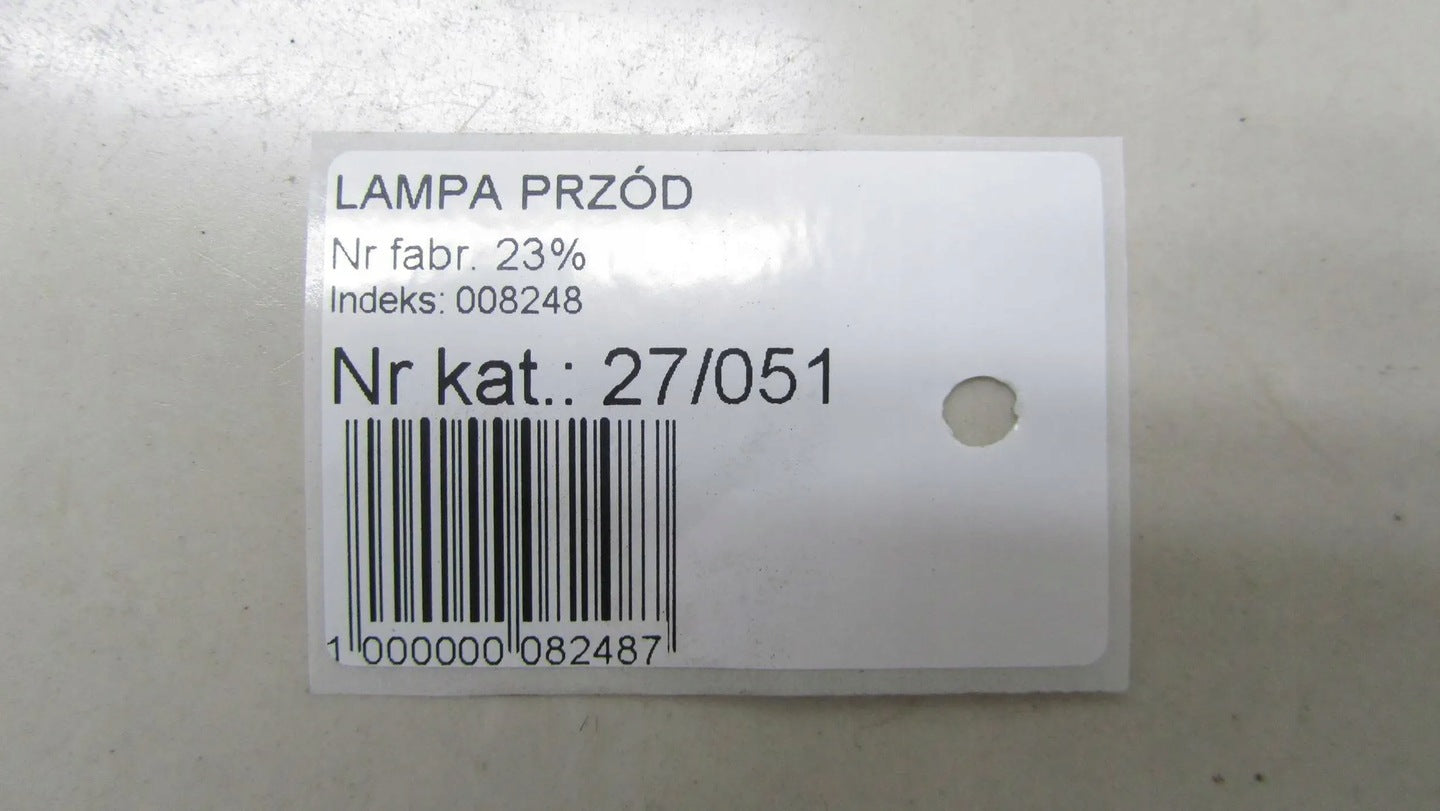 LAMPA PRZÓD
Nr fabr. 23%
Indeks: 008248
Nr kat.: 27/051
1 000000 082487